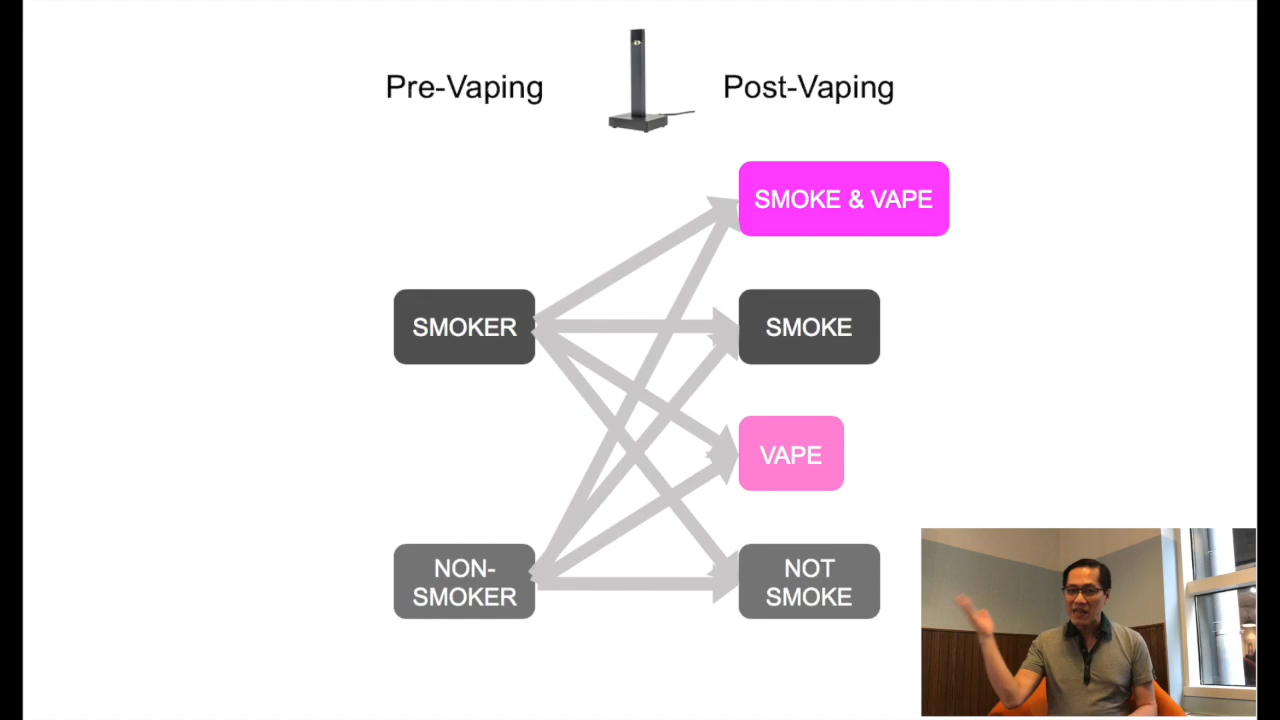 Pre-Vaping
Post-Vaping
SMOKE & VAPE
SMOKER
SMOKE
VAPE
NON-
SMOKER
NOT
SMOKE